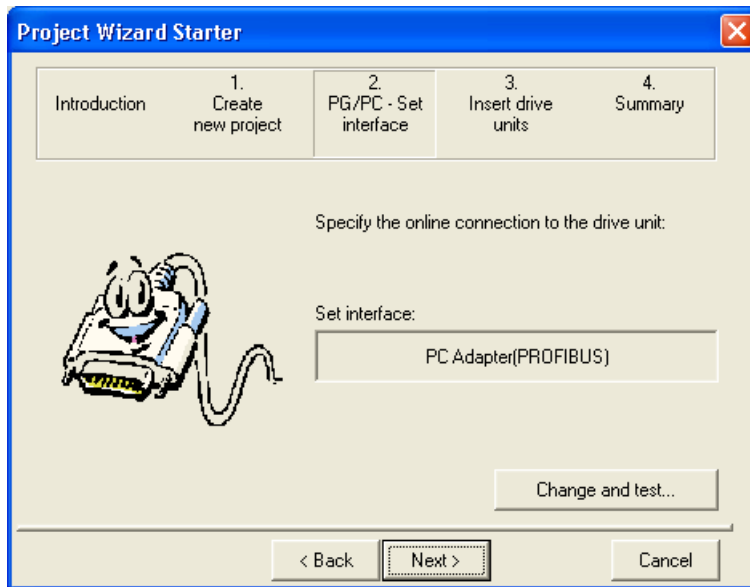 Project Wizard Starter
Introduction
1.
Create
new project
2.
PG/PC - Set
interface
3.
Insert drive
units
4.
Summary
Specify the online connection to the drive unit:
Set interface:
PC Adapter(PROFIBUS)
Change and test...
< Back
Next >
Cancel